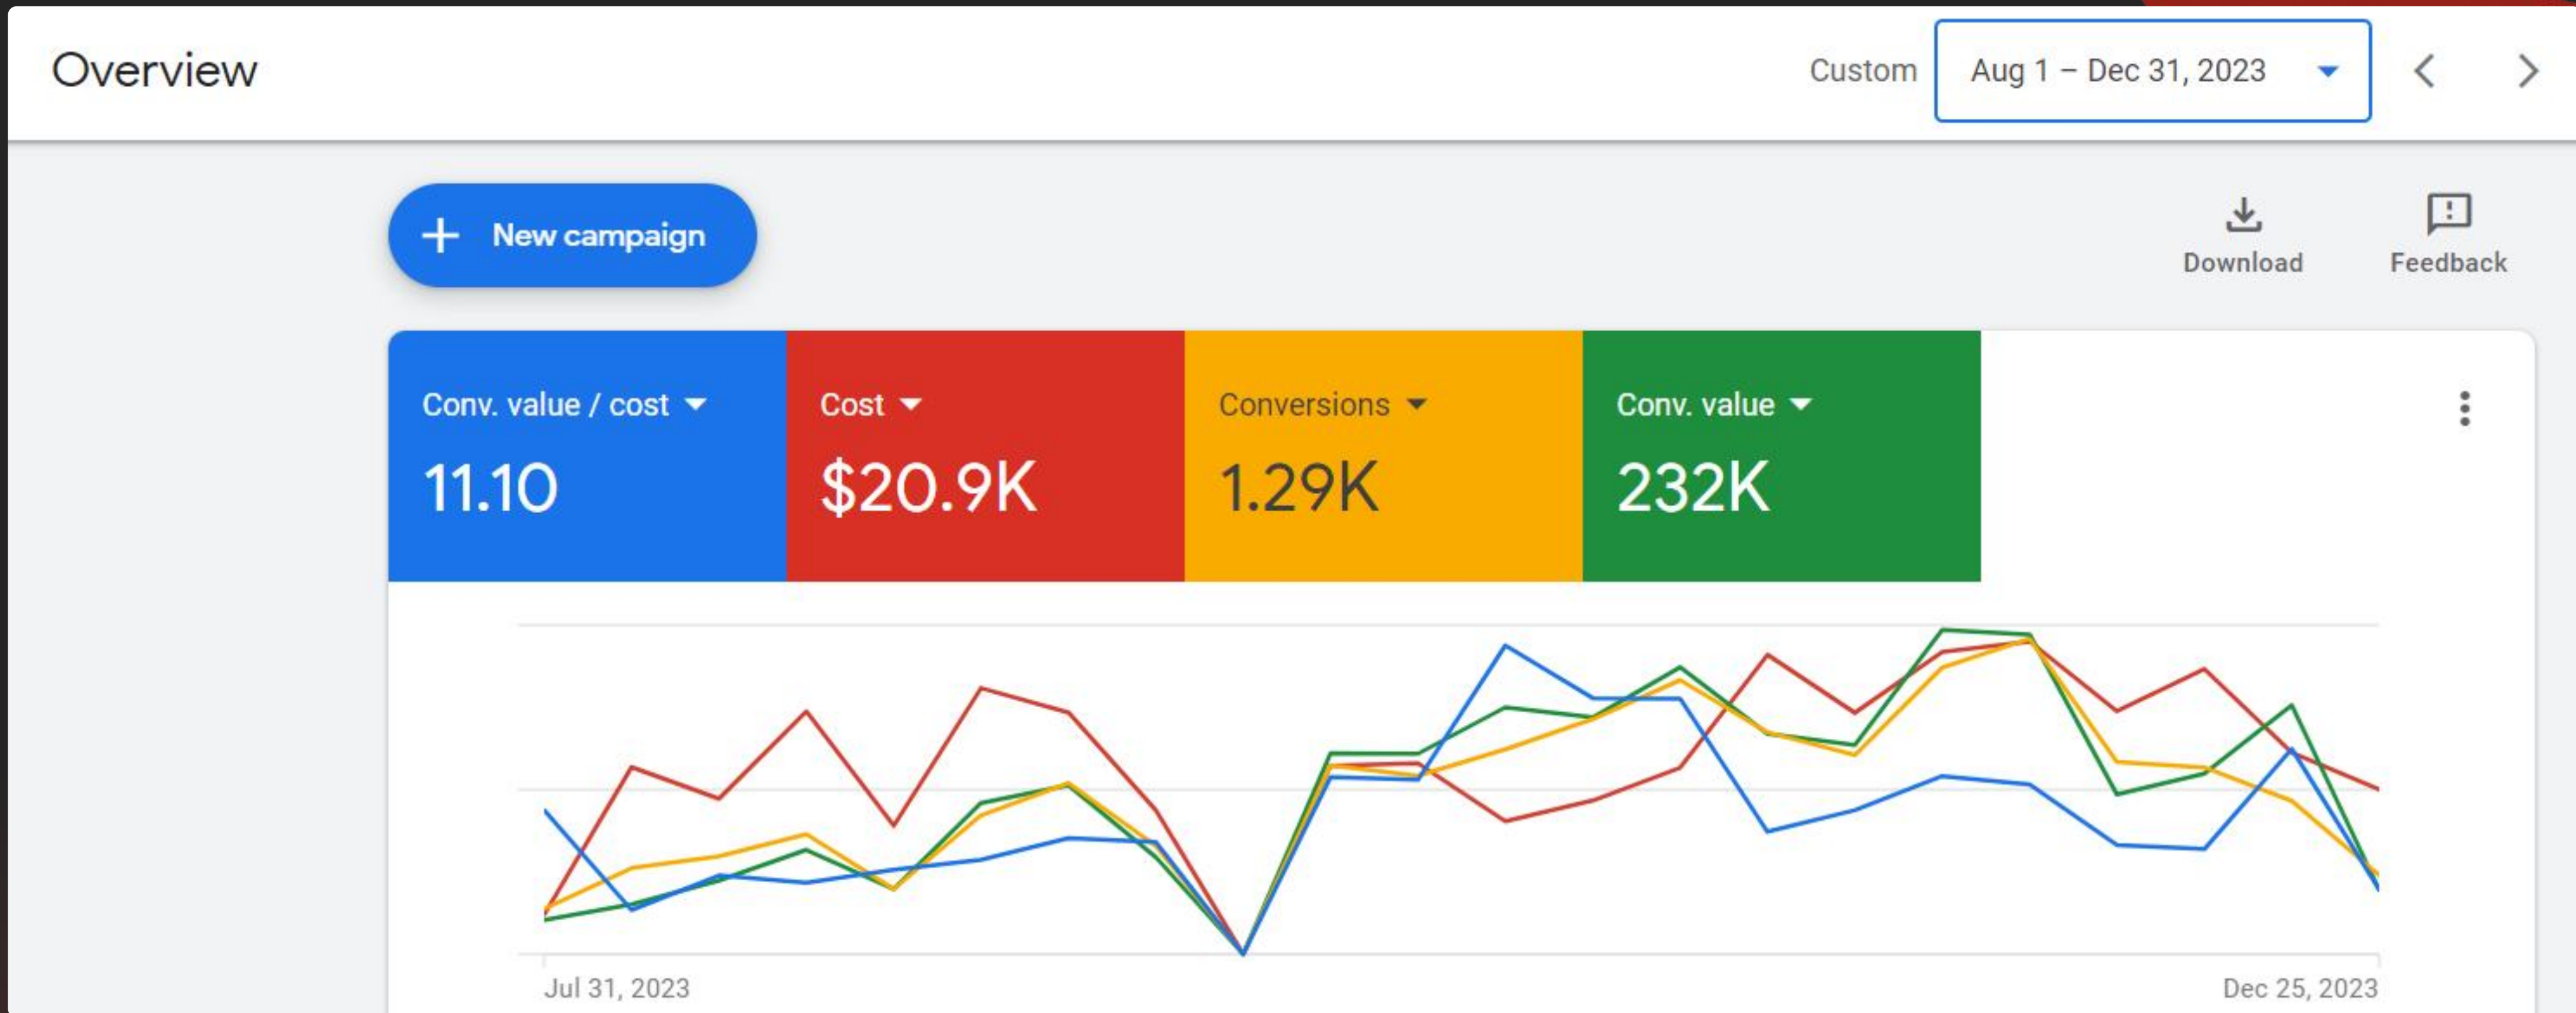 Overview
Custom
Aug 1 – Dec 31, 2023
New campaign
Download
Feedback
Conv. value / cost
11.10
Cost
$20.9K
Conversions
1.29K
Conv. value
232K
Jul 31, 2023
Dec 25, 2023